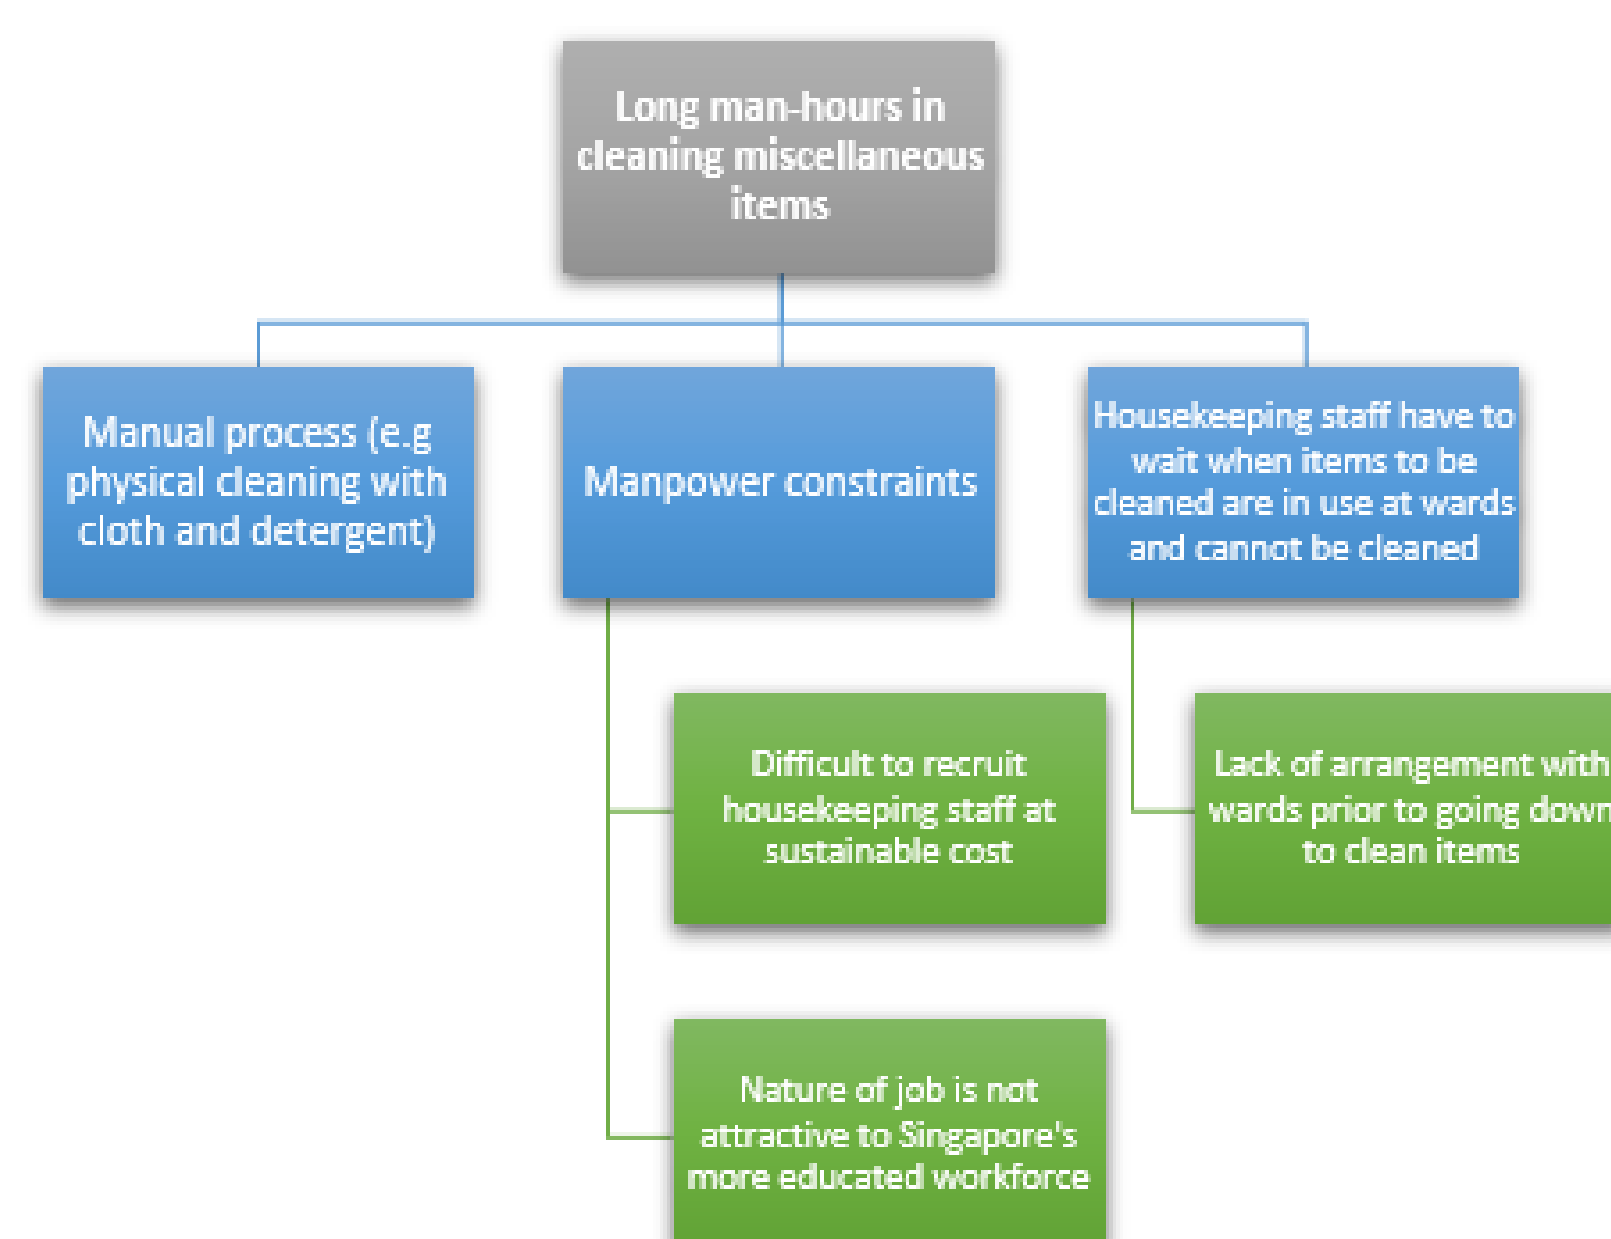 Long man-hours in
cleaning miscellaneous
items
Manual process (e.g
physical cleaning with
cloth and detergent)
Manpower constraints
Housekeeping staff have to
wait when items to be
cleaned are in use at wards
and cannot be cleaned
Difficult to recruit
housekeeping staff at
sustainable cost
Lack of arrangement with
wards prior to going down
to clean items
Nature of job is not
attractive to Singapore's
more educated workforce